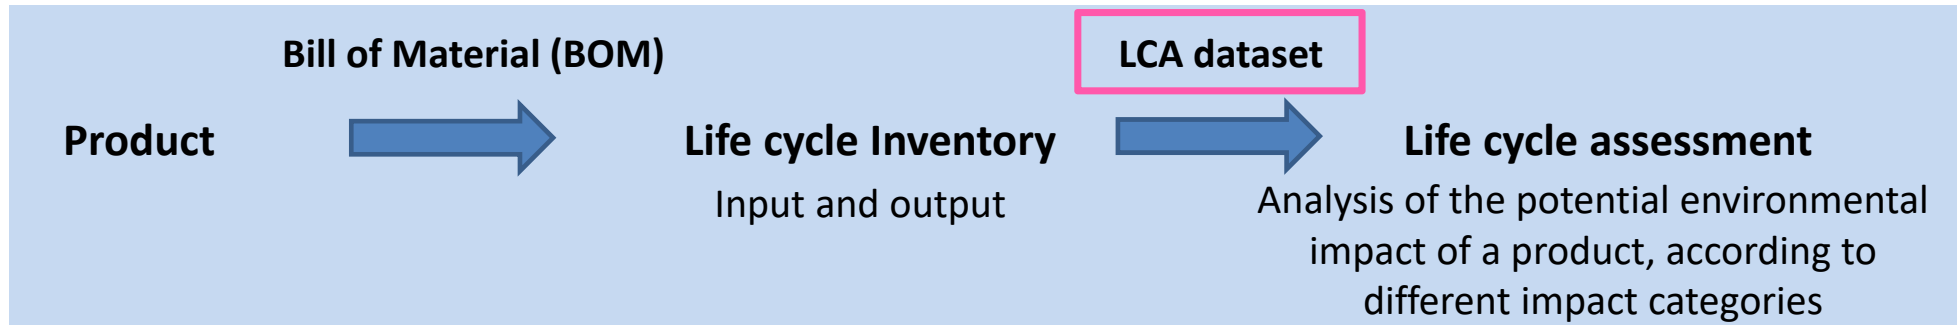 Bill of Material (BOM)
LCA dataset
Product
Life cycle Inventory
Life cycle assessment
Input and output
Analysis of the potential environmental
impact of a product, according to
different impact categories